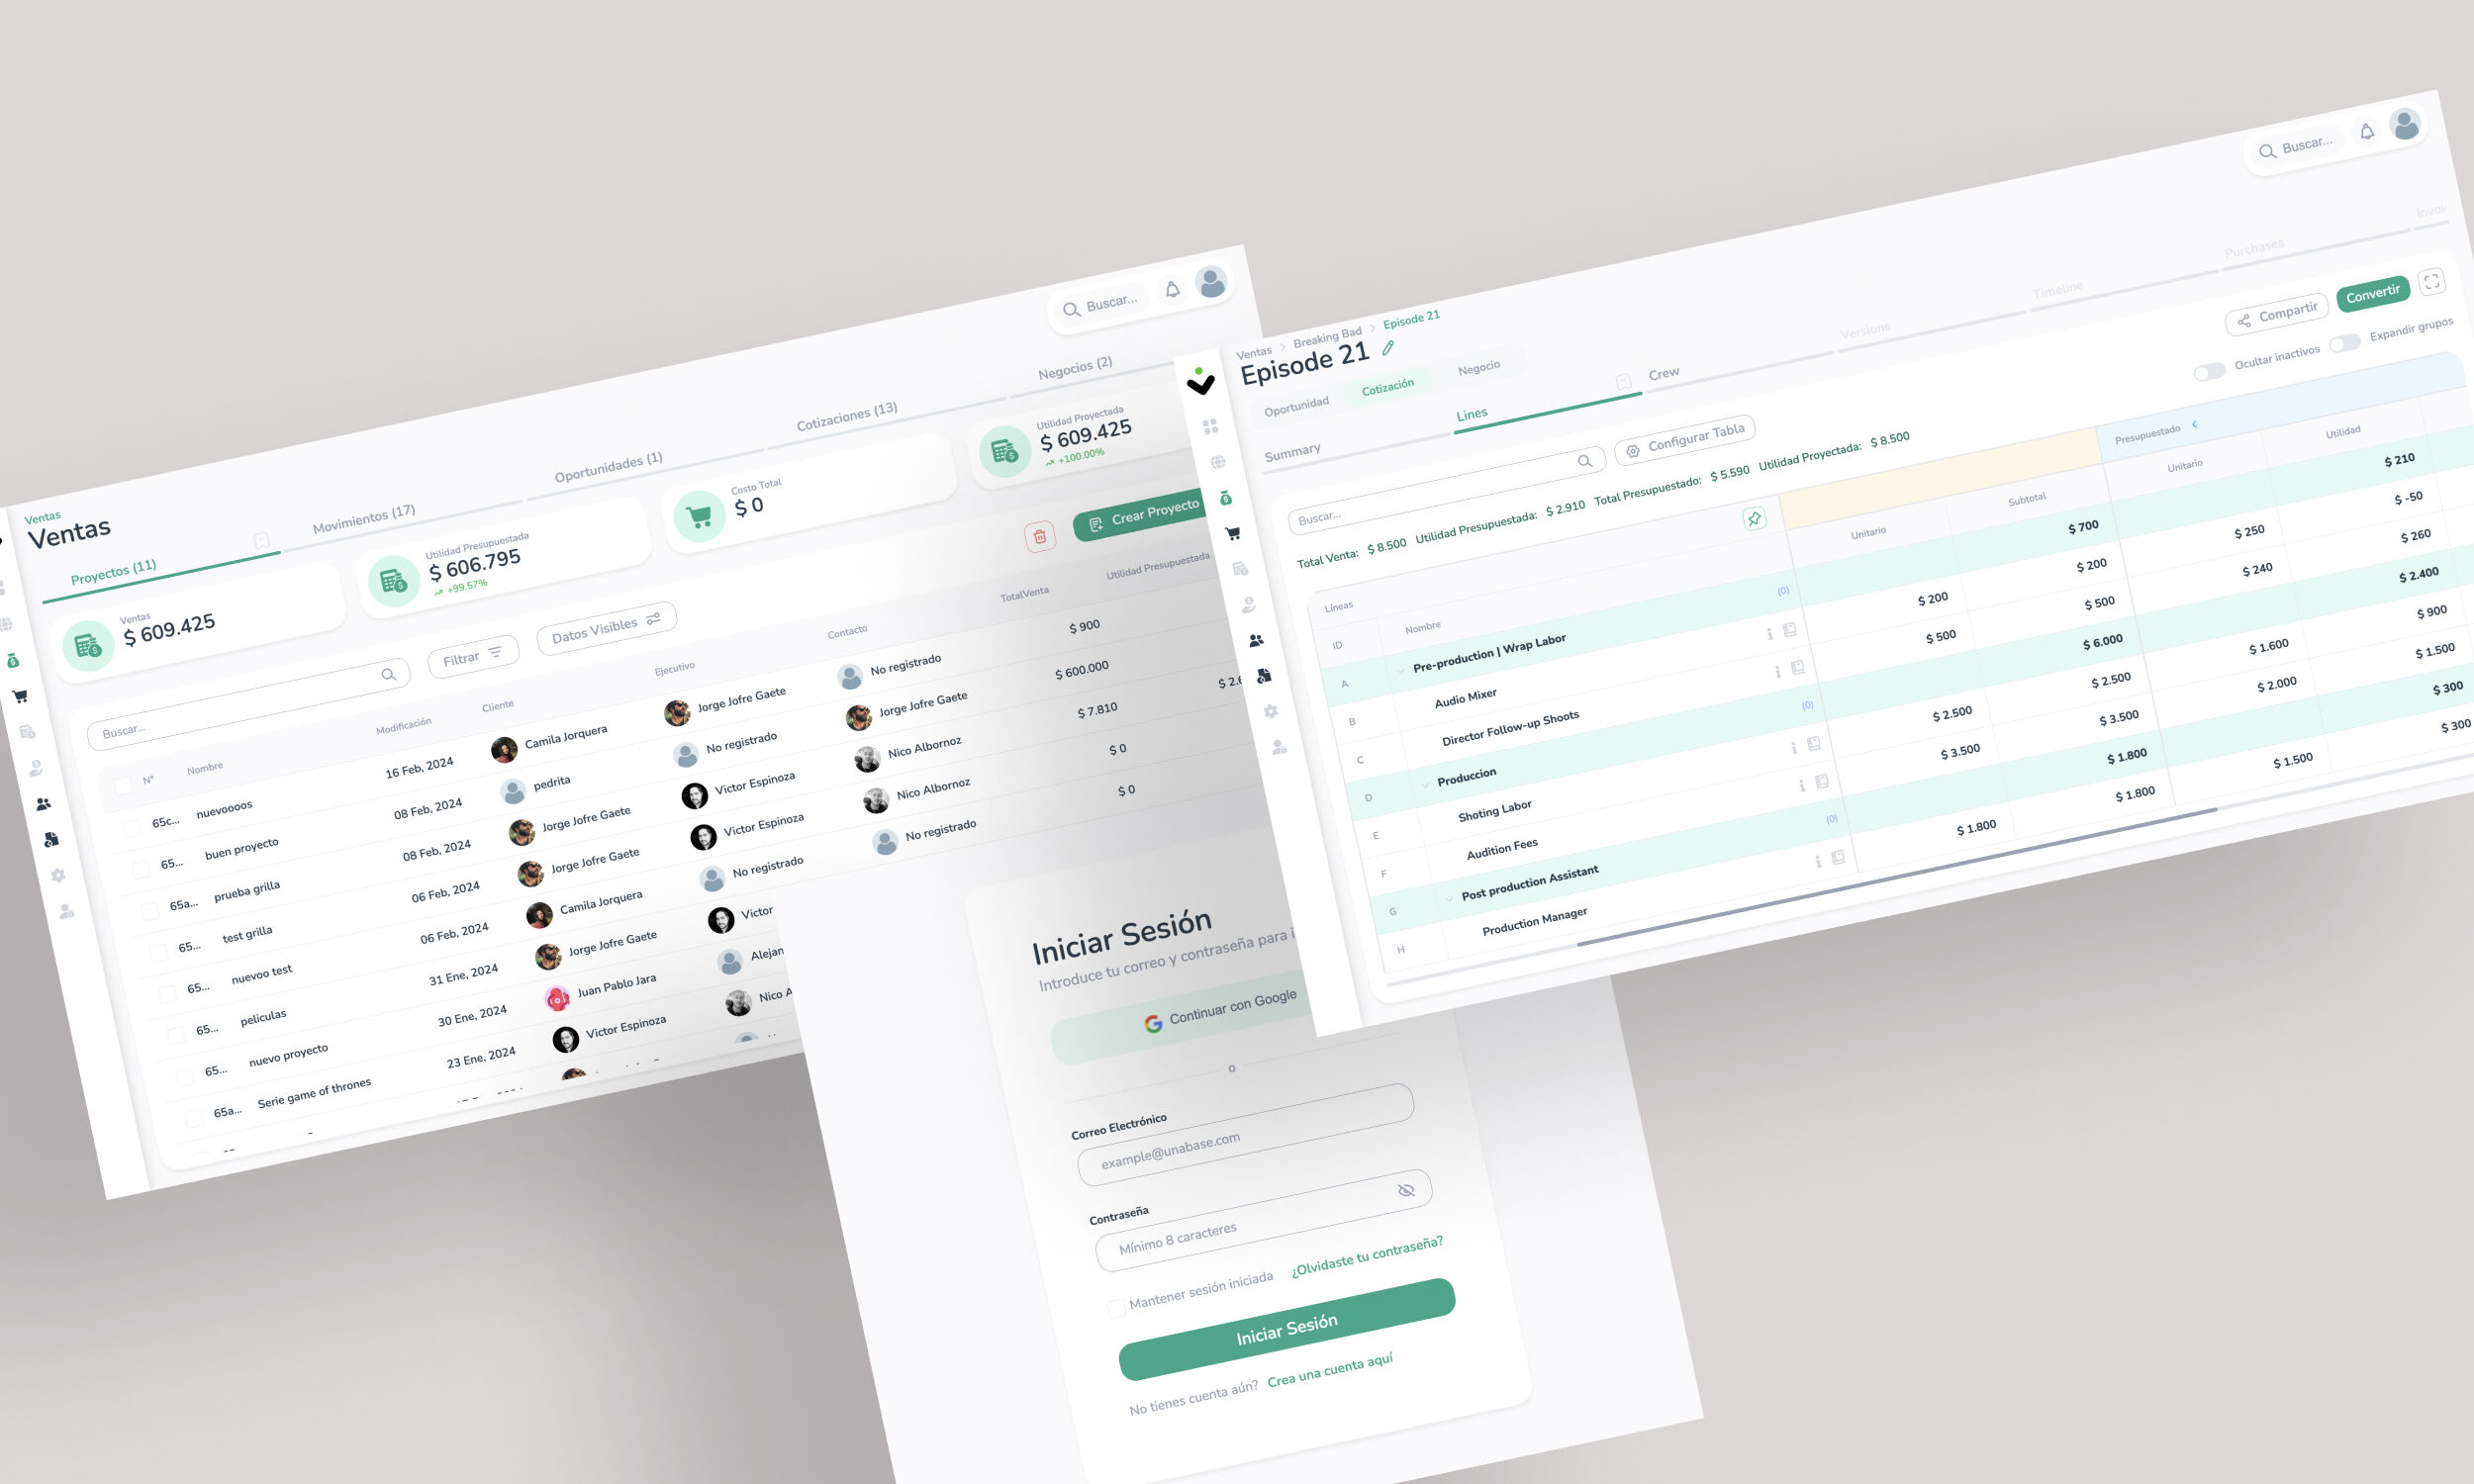 Buscar...
Ventas
Ventas
Proyectos (11)
Movimientos (17)
Oportunidades (1)
Cotizaciones (13)
Negocios (2)
Ventas
$ 609.425
Utilidad Presupuestada
$ 606.795
+99.57%
Costo Total
$ 0
Utilidad Proyectada
$ 609.425
+100.00%
Buscar...
Filtrar
Datos Visibles
Crear Proyecto
N° Nombre Modificación Cliente Ejecutivo Contacto TotalVenta Utilidad Presupuestada
65c... nuevoooos 16 Feb, 2024 Camila Jorquera Jorge Jofre Gaete No registrado $ 900
65... buen proyecto 08 Feb, 2024 pedrita No registrado Jorge Jofre Gaete $ 600.000
65a... prueba grilla 08 Feb, 2024 Jorge Jofre Gaete Victor Espinoza Nico Albornoz $ 7.810
65... test grilla 06 Feb, 2024 Jorge Jofre Gaete Victor Espinoza Nico Albornoz $ 0
65... nuevoo test 06 Feb, 2024 Camila Jorquera No registrado No registrado $ 0
65... peliculas 31 Ene, 2024 Jorge Jofre Gaete Victor
65... nuevo proyecto 30 Ene, 2024 Juan Pablo Jara Alejan
65a... Serie game of thrones 23 Ene, 2024 Victor Espinoza Nico A
Iniciar Sesión
Introduce tu correo y contraseña para i
Continuar con Google
o
Correo Electrónico
example@unabase.com
Contraseña
Mínimo 8 caracteres
Mantener sesión iniciada ¿Olvidaste tu contraseña?
Iniciar Sesión
No tienes cuenta aún? Crea una cuenta aquí
Buscar...
Ventas > Breaking Bad > Episode 21
Episode 21
Oportunidad Cotización Negocio
Summary
Lines
Crew
Versions
Timeline
Purchases
Invoi
Compartir
Convertir
Buscar...
Configurar Tabla
Ocultar inactivos
Expandir grupos
Total Venta: $ 8.500 Utilidad Presupuestada: $ 2.910 Total Presupuestado: $ 5.590 Utilidad Proyectada: $ 8.500
Líneas
Presupuestado
ID Nombre Unitario Subtotal Unitario Utilidad
A Pre-production | Wrap Labor (0) $ 700 $ 210
B Audio Mixer $ 200 $ 200 $ 250 $ -50
C Director Follow-up Shoots $ 500 $ 500 $ 240 $ 260
D Produccion (0) $ 6.000 $ 2.400
E Shoting Labor $ 2.500 $ 2.500 $ 1.600 $ 900
F Audition Fees $ 3.500 $ 3.500 $ 2.000 $ 1.500
G Post production Assistant (0) $ 1.800 $ 300
H Production Manager $ 1.800 $ 1.800 $ 1.500 $ 300